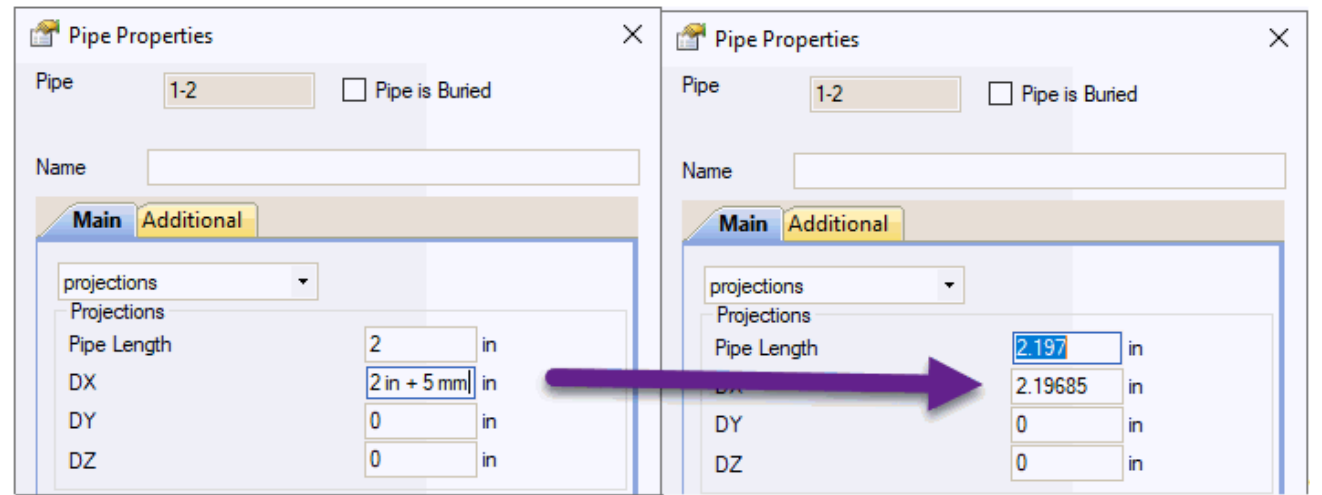 Pipe Properties
Pipe 1-2 Pipe is Buried
Name
Main Additional
projections
Projections
Pipe Length 2 in
DX 2 in + 5 mm in
DY 0 in
DZ 0 in
Pipe Properties
Pipe 1-2 Pipe is Buried
Name
Main Additional
projections
Projections
Pipe Length 2.197 in
DX 2.19685 in
DY 0 in
DZ 0 in